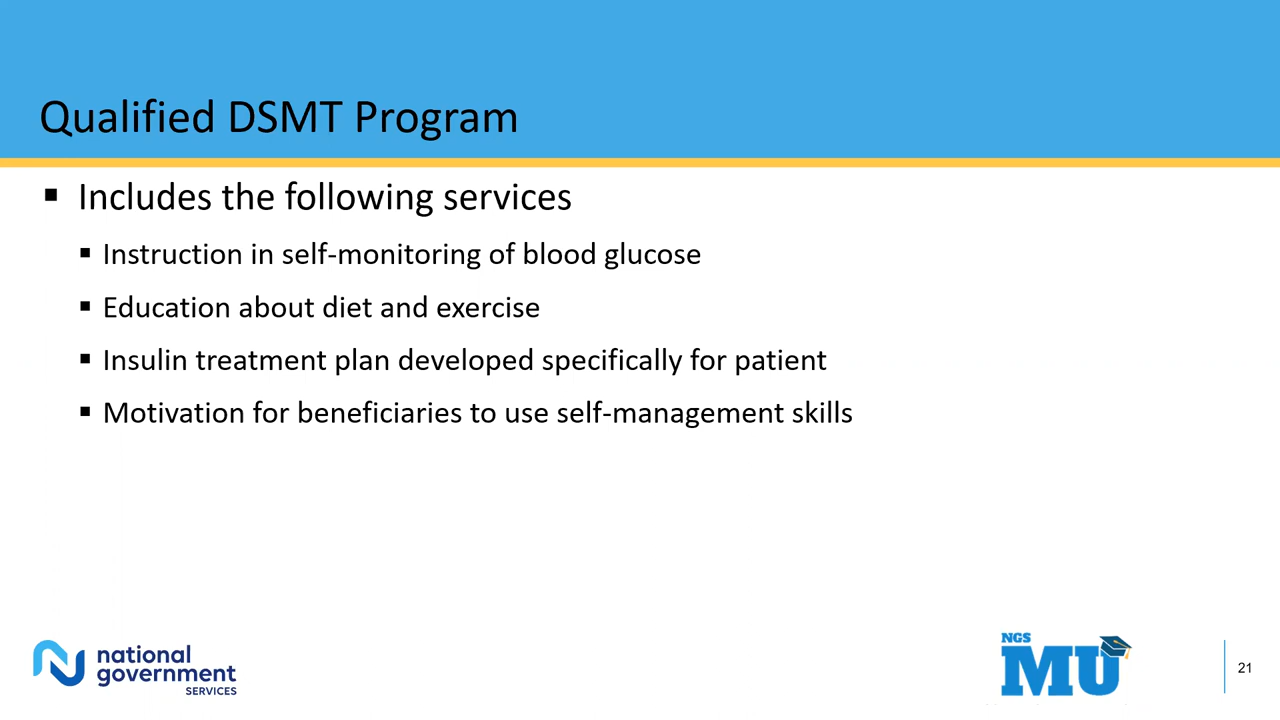 Qualified DSMT Program
▪ Includes the following services
▪ Instruction in self-monitoring of blood glucose
▪ Education about diet and exercise
▪ Insulin treatment plan developed specifically for patient
▪ Motivation for beneficiaries to use self-management skills
national
government
SERVICES
NGS
MU
21